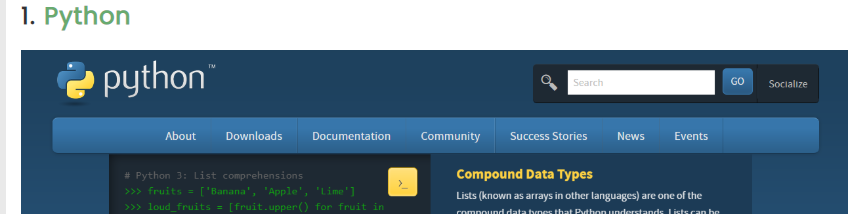 1. Python
python™
Search
GO
Socialize
About Downloads Documentation Community Success Stories News Events
# Python 3: List comprehensions
>>> fruits = ['Banana', 'Apple', 'Lime']
>>> loud_fruits = [fruit.upper() for fruit in
>_
Compound Data Types
Lists (known as arrays in other languages) are one of the
compound data types that Python understands. Lists can be